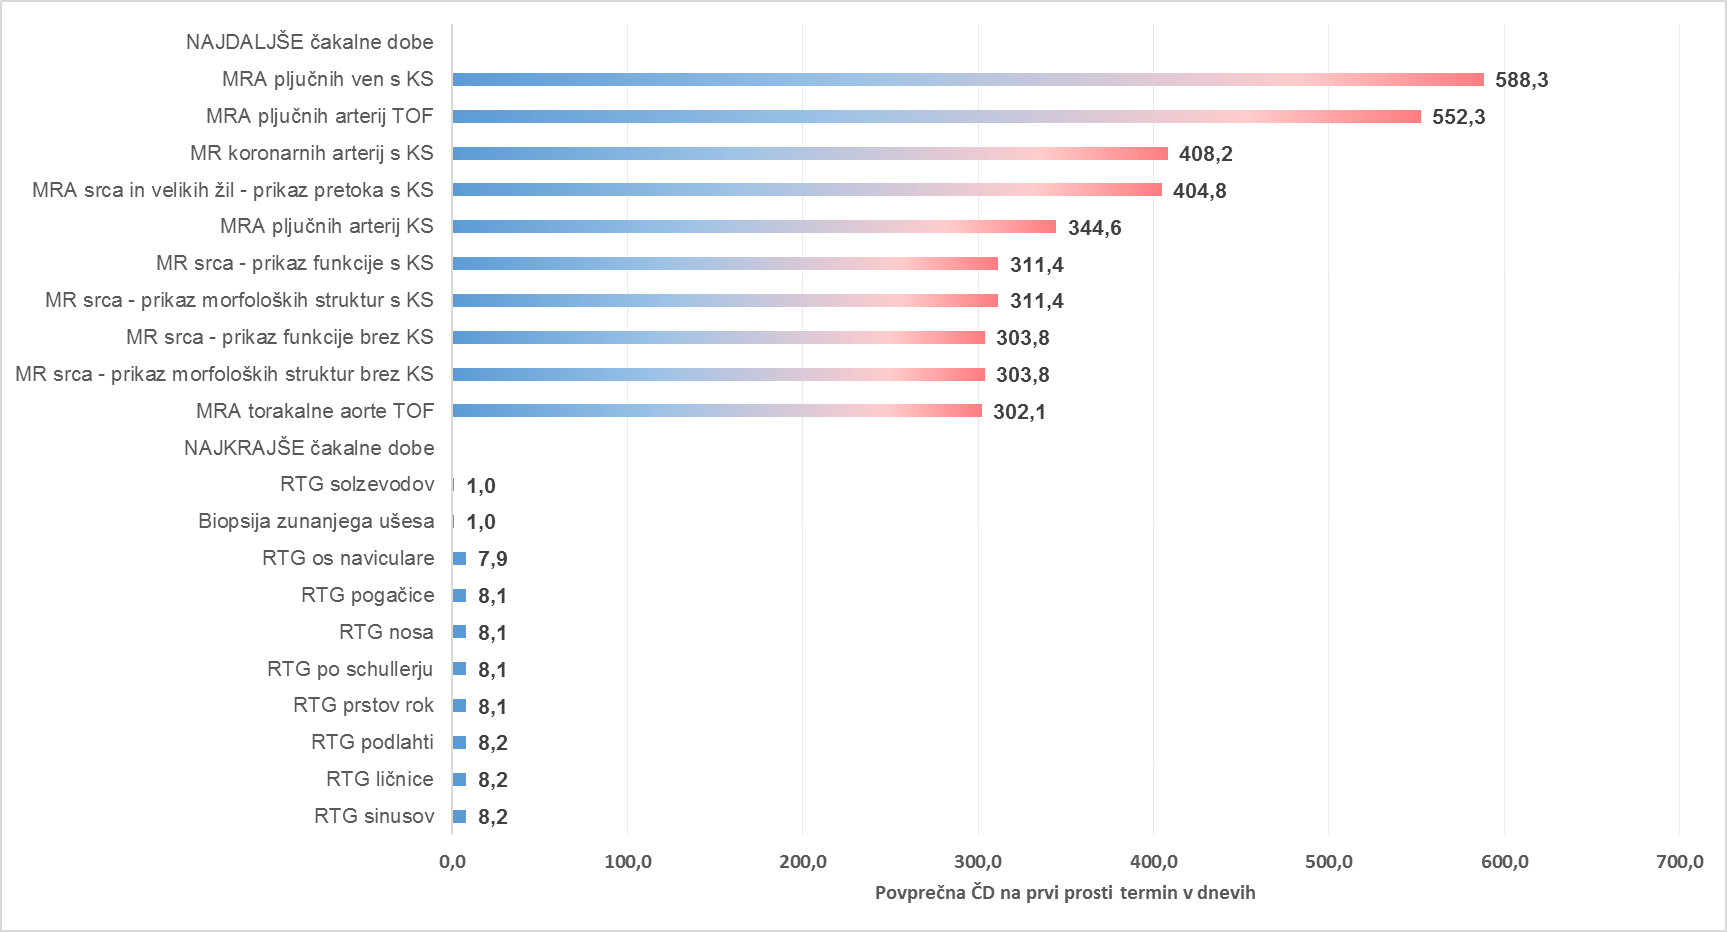 NAJDALJŠE čakalne dobe
MRA pljučnih ven s KS 588,3
MRA pljučnih arterij TOF 552,3
MR koronarnih arterij s KS 408,2
MRA srca in velikih žil - prikaz pretoka s KS 404,8
MRA pljučnih arterij KS 344,6
MR srca - prikaz funkcije s KS 311,4
MR srca - prikaz morfoloških struktur s KS 311,4
MR srca - prikaz funkcije brez KS 303,8
MR srca - prikaz morfoloških struktur brez KS 303,8
MRA torakalne aorte TOF 302,1
NAJKRAJŠE čakalne dobe
RTG solzevodov 1,0
Biopsija zunanjega ušesa 1,0
RTG os naviculare 7,9
RTG pogačice 8,1
RTG nosa 8,1
RTG po schullerju 8,1
RTG prstov rok 8,1
RTG podlahti 8,2
RTG ličnice 8,2
RTG sinusov 8,2
0,0 100,0 200,0 300,0 400,0 500,0 600,0 700,0
Povprečna ČD na prvi prosti termin v dnevih